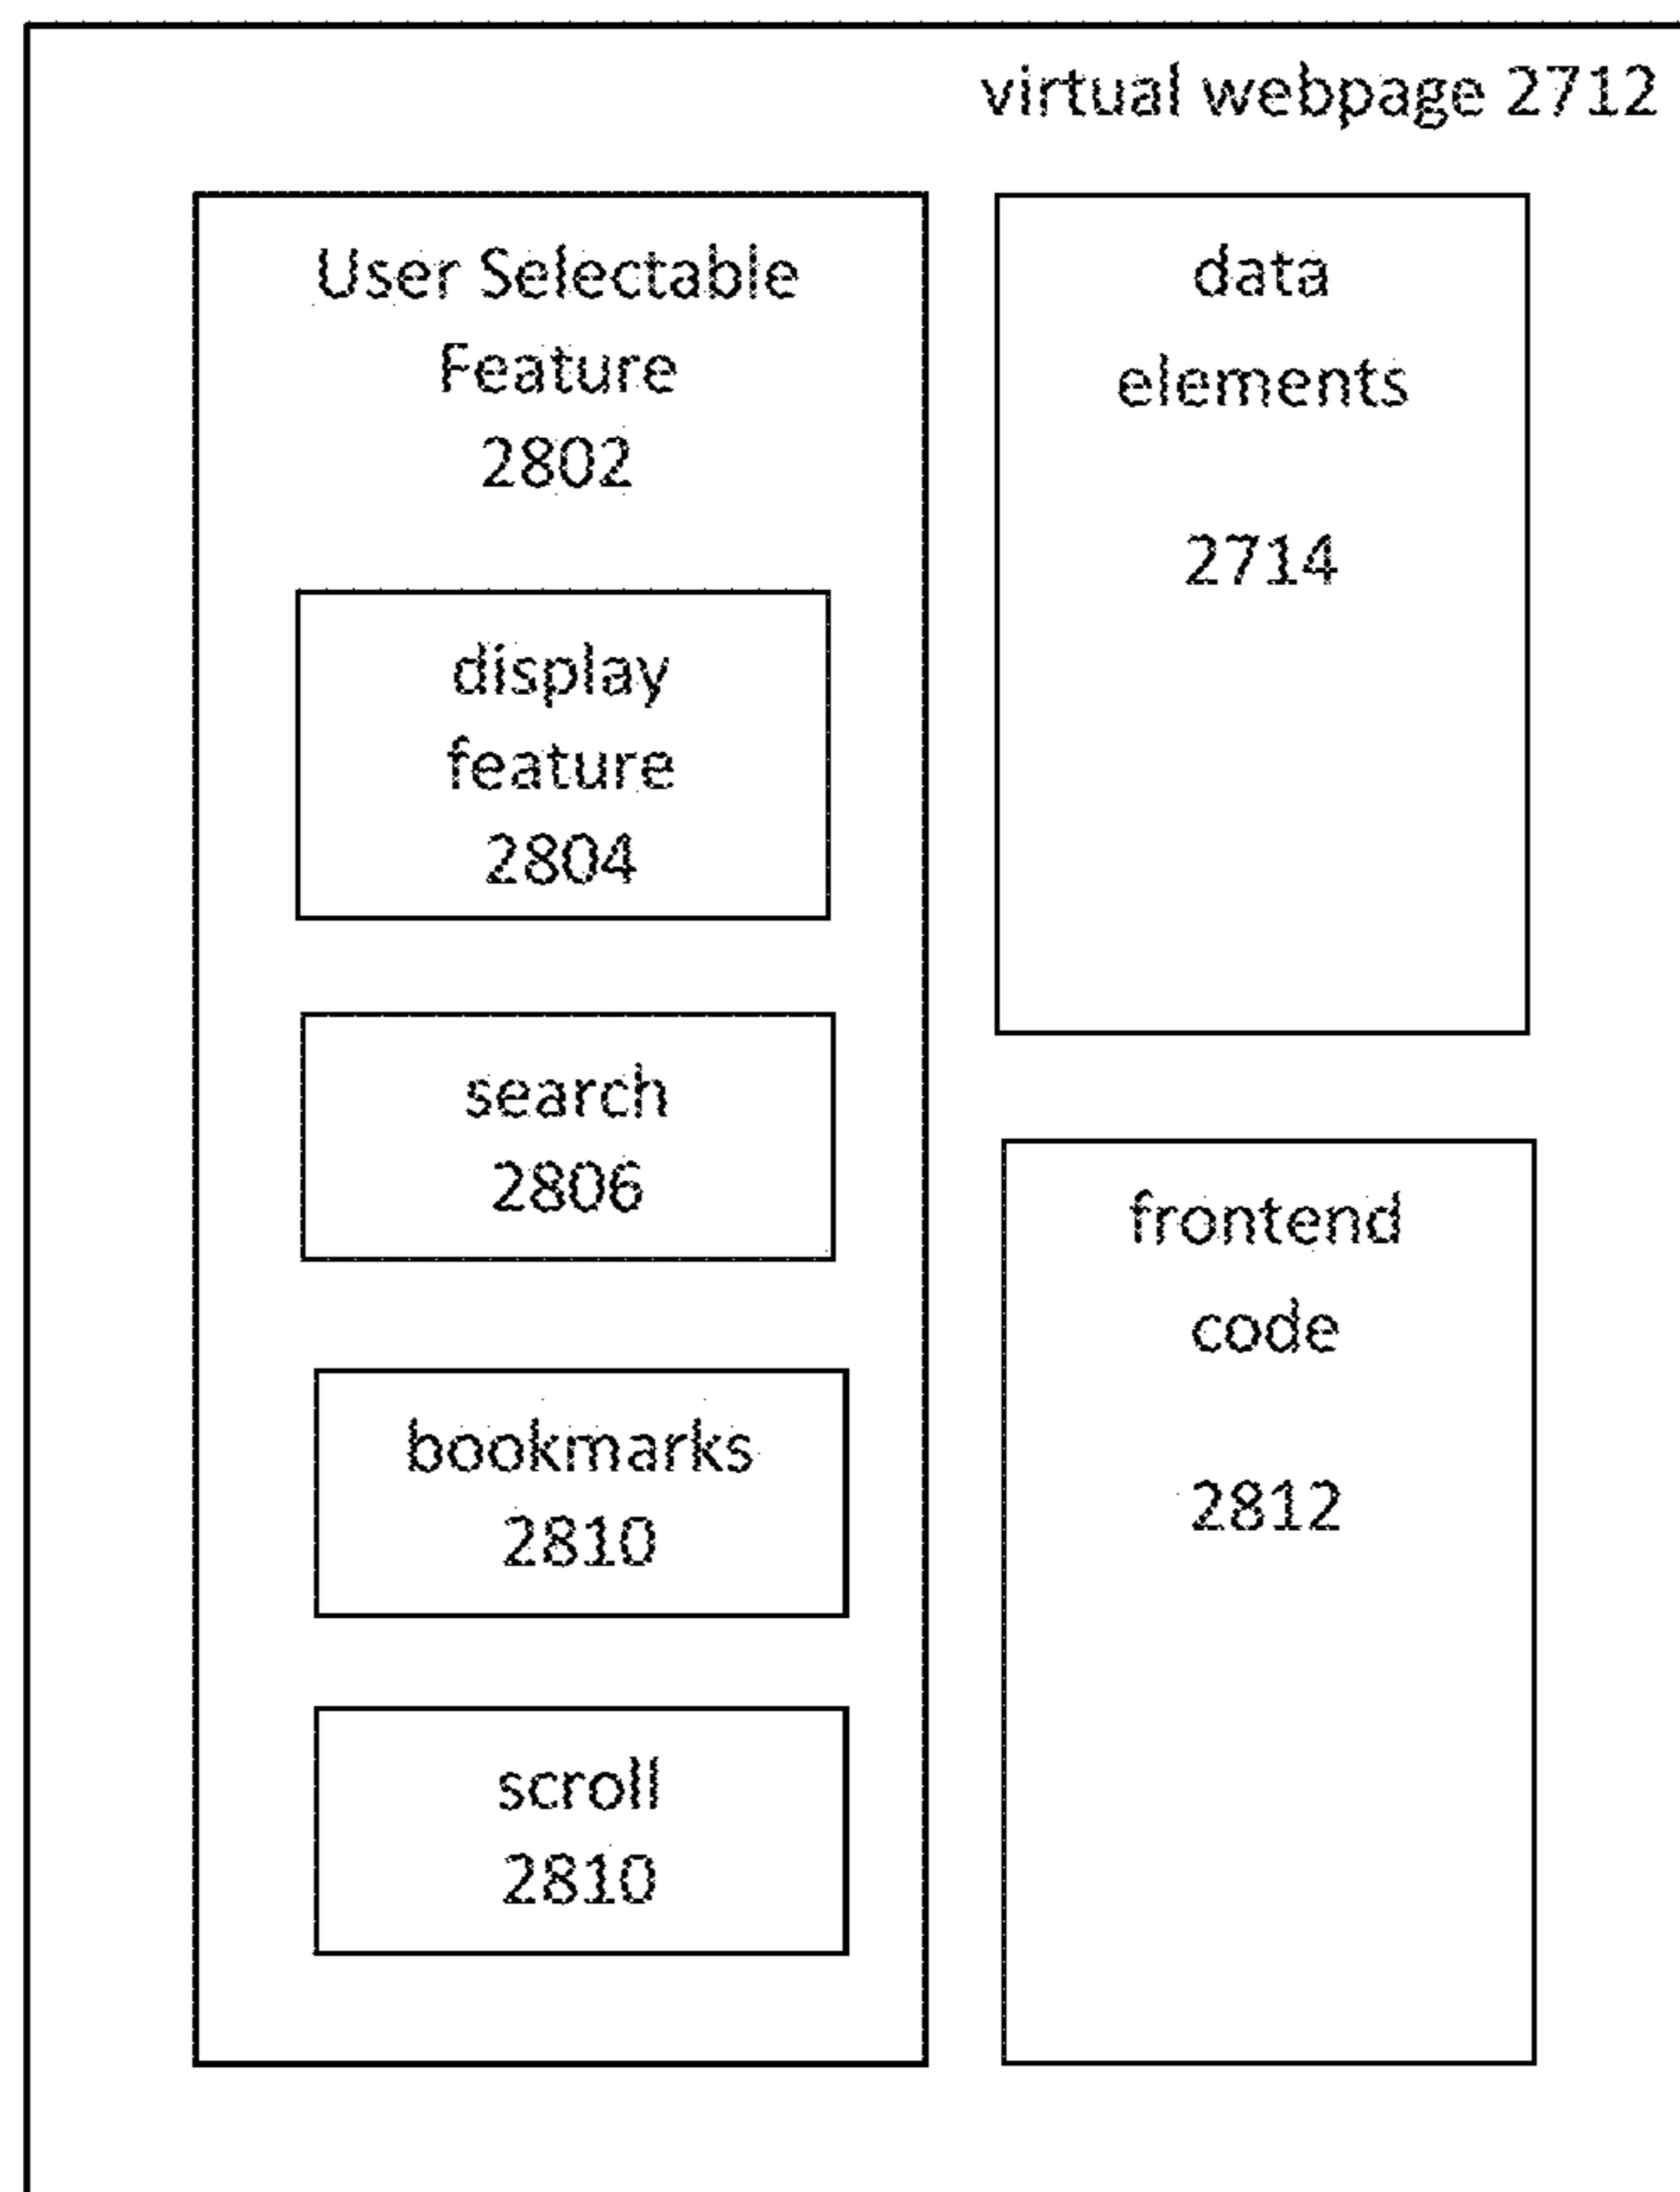 virtual webpage 2712
User Selectable
Feature
2802
display
feature
2804
search
2806
bookmarks
2810
scroll
2810
data
elements
2714
frontend
code
2812